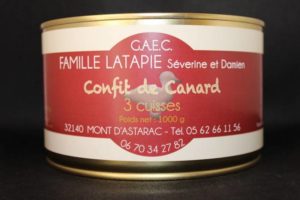 G.A.E.C.
FAMILLE LATAPIE Séverine et Damien
Confit de Canard
3 cuisses
Poids net : 1000 g
32140 MONT D'ASTARAC - Tél 05 62 66 11 56
06 70 34 27 82